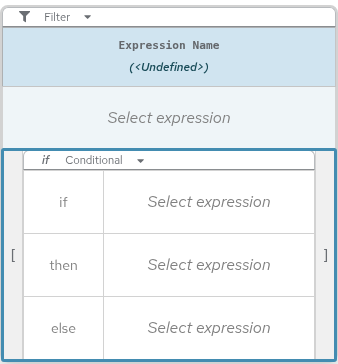 Filter
Expression Name
(<Undefined>)
Select expression
if Conditional
if Select expression
[ then Select expression ]
else Select expression